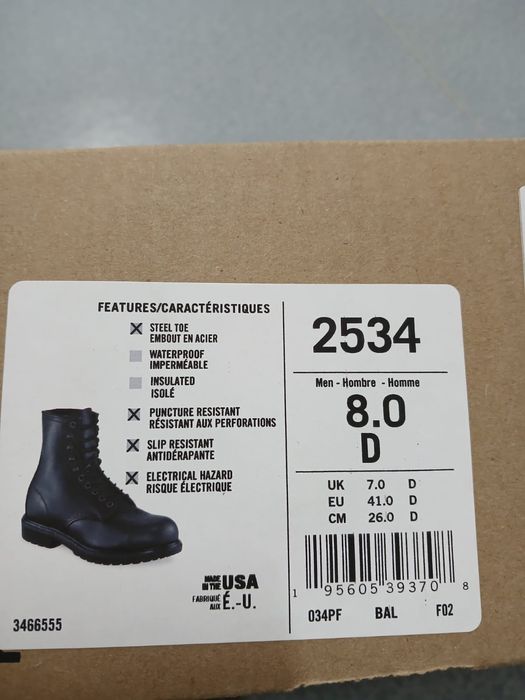 FEATURES/CARACTÉRISTIQUES
STEEL TOE
EMBOUT EN ACIER
WATERPROOF
IMPERMÉABLE
INSULATED
ISOLÉ
PUNCTURE RESISTANT
RÉSISTANT AUX PERFORATIONS
SLIP RESISTANT
ANTIDÉRAPANTE
ELECTRICAL HAZARD
RISQUE ÉLECTRIQUE
MADE IN THE USA
FABRIQUÉ AUX É.-U.
3466555
2534
Men - Hombre - Homme
8.0
D
UK 7.0 D
EU 41.0 D
CM 26.0 D
1 95605 39370 8
034PF BAL F02